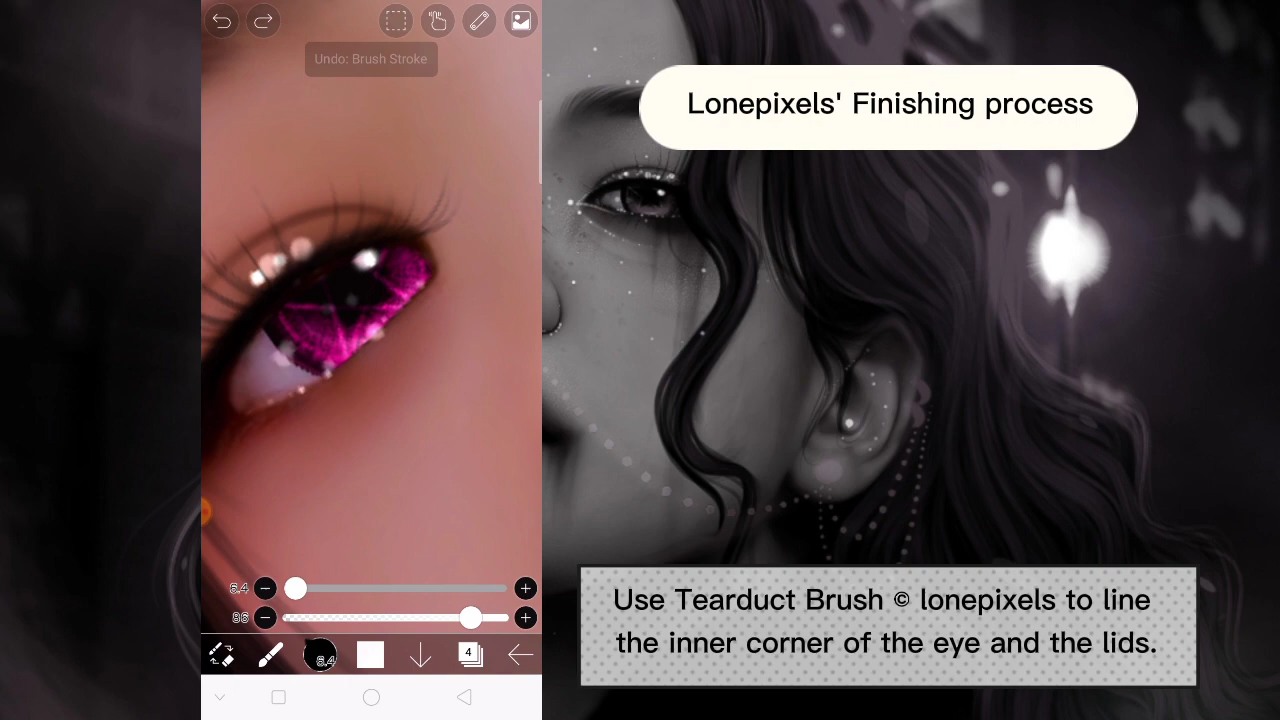 Undo: Brush Stroke
Lonepixels' Finishing process
6.4
86
6.4
4
Use Tearduct Brush © lonepixels to line
the inner corner of the eye and the lids.